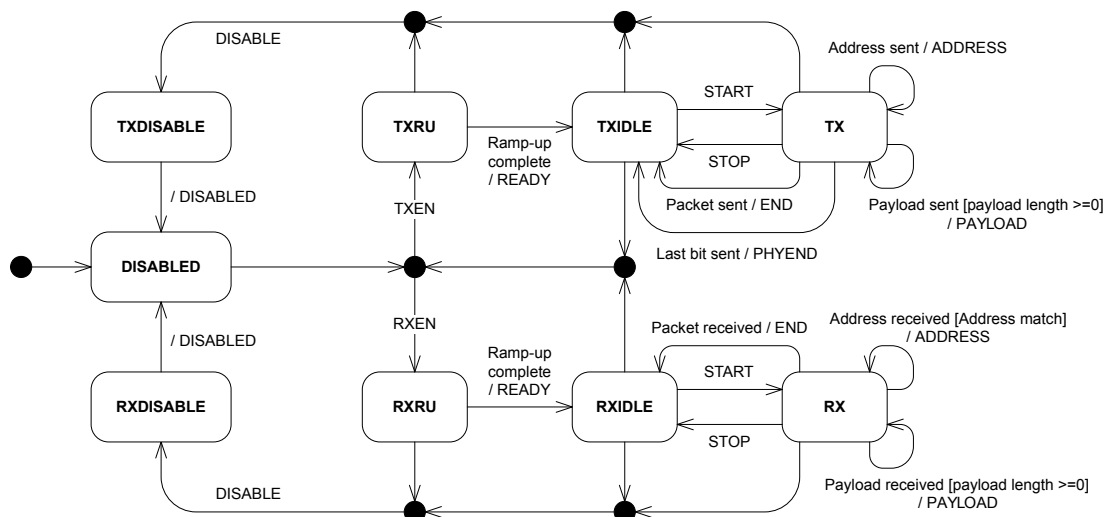 DISABLE
Address sent / ADDRESS
TXDISABLE
TXRU
TXIDLE
TX
START
STOP
Ramp-up
complete
/ READY
/ DISABLED
TXEN
Packet sent / END
Payload sent [payload length >=0]
/ PAYLOAD
Last bit sent / PHYEND
DISABLED
RXEN
/ DISABLED
Packet received / END
Address received [Address match]
/ ADDRESS
Ramp-up
complete
/ READY
START
RXDISABLE
RXRU
RXIDLE
RX
STOP
DISABLE
Payload received [payload length >=0]
/ PAYLOAD